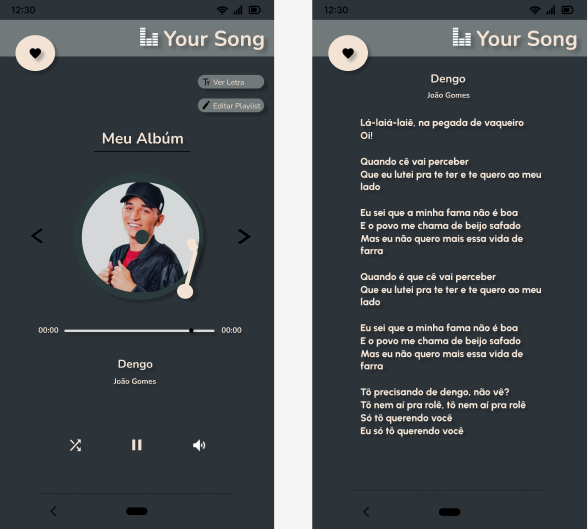 12:30
Your Song
Ver Letra
Editar Playlist
Meu Albúm
00:00
00:00
Dengo
João Gomes
12:30
Your Song
Dengo
João Gomes
Lá-laiá-laiê, na pegada de vaqueiro
Oi!
Quando cê vai perceber
Que eu lutei pra te ter e te quero ao meu
lado
Eu sei que a minha fama não é boa
E o povo me chama de beijo safado
Mas eu não quero mais essa vida de
farra
Quando é que cê vai perceber
Que eu lutei pra te ter e te quero ao meu
lado
Eu sei que a minha fama não é boa
E o povo me chama de beijo safado
Mas eu não quero mais essa vida de
farra
Tô precisando de dengo, não vê?
Tô nem aí pra rolê, tô nem aí pra rolê
Só tô querendo você
Eu só tô querendo você